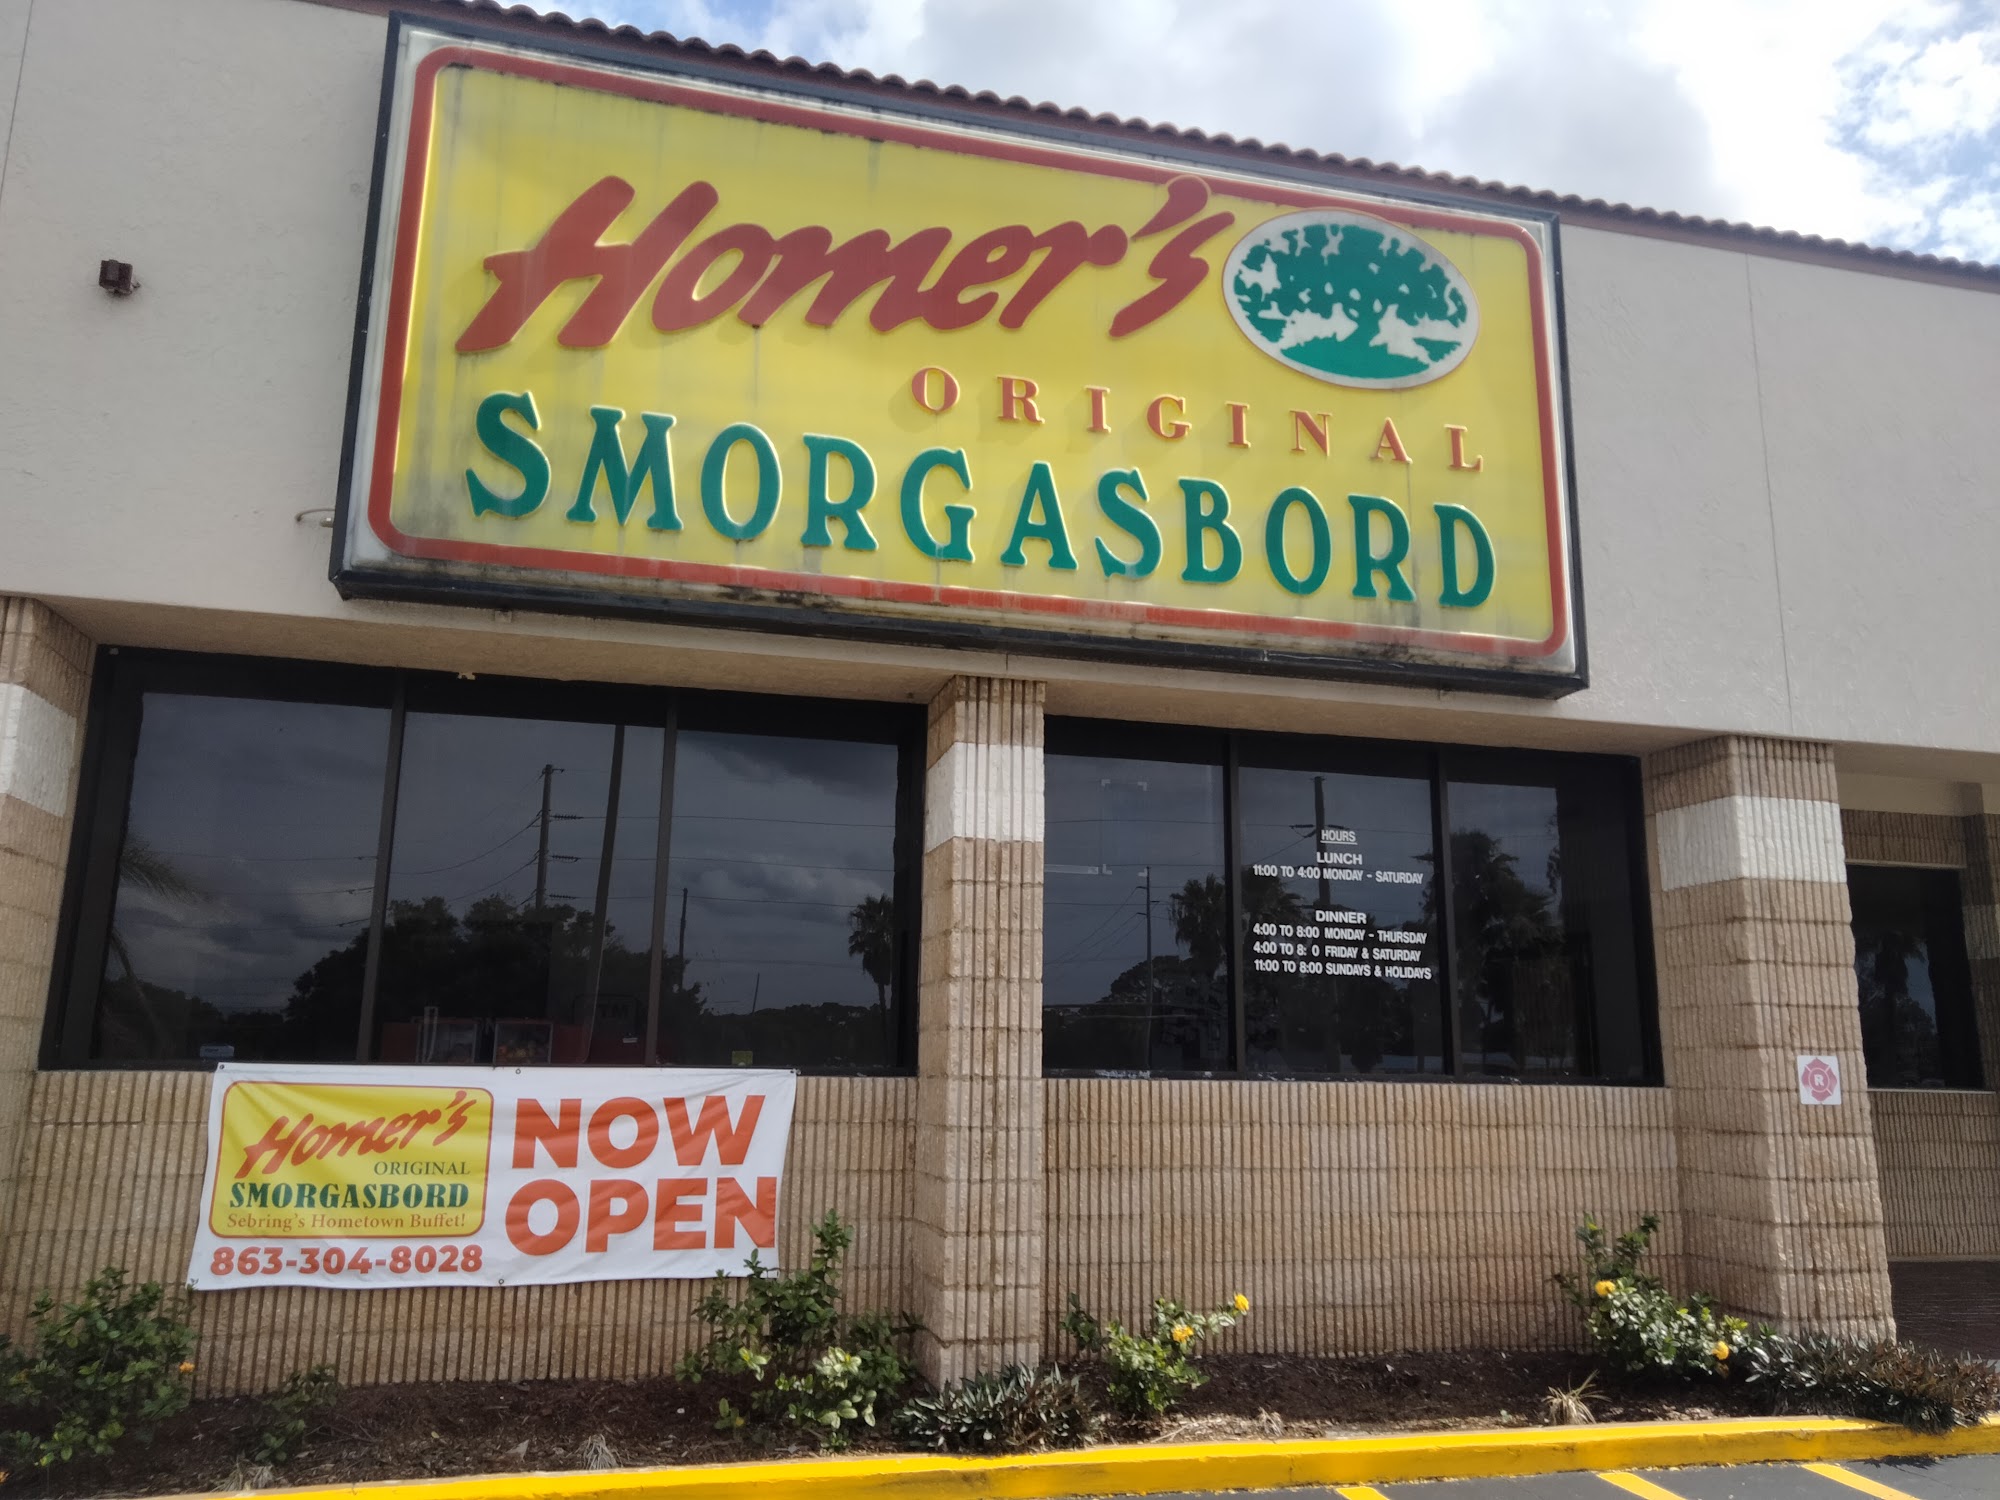 Homer's
ORIGINAL
SMORGASBORD
HOURS
LUNCH
11:00 TO 4:00 MONDAY - SATURDAY
DINNER
4:00 TO 8:00 MONDAY - THURSDAY
4:00 TO 8: 0 FRIDAY & SATURDAY
11:00 TO 8:00 SUNDAYS & HOLIDAYS
Homer's
ORIGINAL
SMORGASBORD
Sebring's Hometown Buffet!
863-304-8028
NOW
OPEN
R